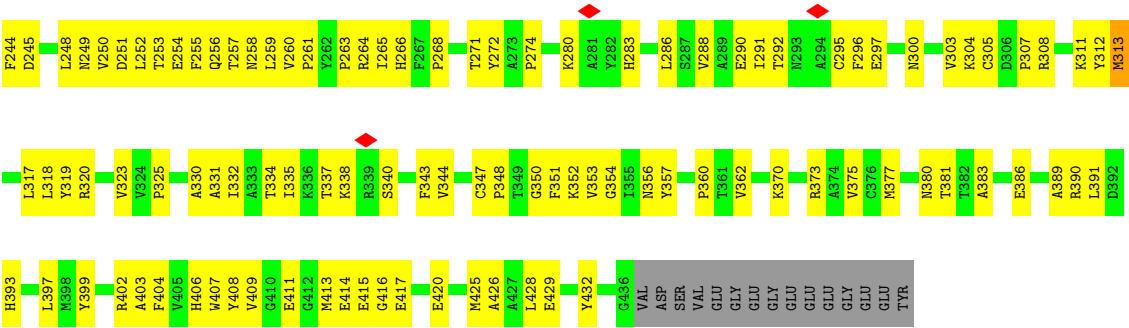 F244 D245 L248 N249 V250 D251 L252 T253 E254 F255 Q256 T257 N258 L259 V260 P261 Y262 P263 R264 I265 H266 F267 P268 T271 Y272 A273 P274 K280 A281 Y282 H283 L286 S287 V288 A289 E290 I291 T292 N293 A294 C295 F296 E297 N300 V303 K304 C305 D306 P307 R308 K311 Y312 M313
L317 L318 Y319 R320 V323 V324 P325 A330 A331 I332 A333 T334 I335 K336 T337 K338 R339 S340 F343 V344 C347 P348 T349 G350 F351 K352 V353 G354 I355 N356 Y357 P360 T361 V362 K370 R373 A374 V375 C376 M377 N380 T381 T382 A383 E386 A389 R390 L391 D392
H393 L397 M398 Y399 R402 A403 F404 V405 H406 W407 Y408 V409 G410 E411 G412 M413 E414 E415 G416 E417 E420 M425 A426 A427 L428 E429 Y432 G436 VAL ASP SER VAL GLU GLY GLU GLY GLU GLU GLU GLY GLU GLU TYR